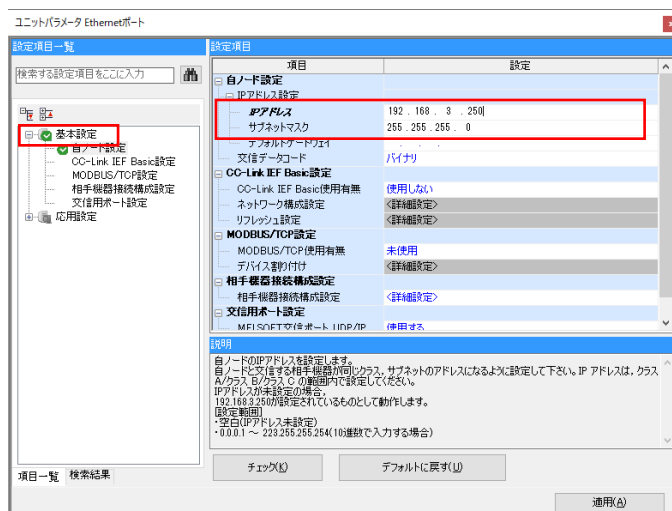 ユニットパラメータ Ethernetポート
設定項目一覧
検索する設定項目をここに入力
基本設定
自ノード設定
CC-Link IEF Basic設定
MODBUS/TCP設定
相手機器接続構成設定
交信用ポート設定
応用設定
項目一覧 検索結果
設定項目
項目 設定
自ノード設定
IPアドレス設定
IPアドレス 192 . 168 . 3 . 250
サブネットマスク 255 . 255 . 255 . 0
デフォルトゲートウェイ . . .
交信データコード バイナリ
CC-Link IEF Basic設定
CC-Link IEF Basic使用有無 使用しない
ネットワーク構成設定 <詳細設定>
リフレッシュ設定 <詳細設定>
MODBUS/TCP設定
MODBUS/TCP使用有無 未使用
デバイス割り付け <詳細設定>
相手機器接続構成設定
相手機器接続構成設定 <詳細設定>
交信用ポート設定
MELSOFT交信ポート UDP/IP 使用する
説明
自ノードのIPアドレスを設定します。
自ノードと交信する相手機器が同じクラス, サブネットのアドレスになるように設定して下さい。IP アドレスは, クラス
A/クラス B/クラス C の範囲内で設定してください。
IPアドレスが未設定の場合,
192.168.3.250が設定されているものとして動作します。
[設定範囲]
・空白(IPアドレス未設定)
・0.0.0.1 ～ 223.255.255.254(10進数で入力する場合)
チェック(K) デフォルトに戻す(U)
適用(A)